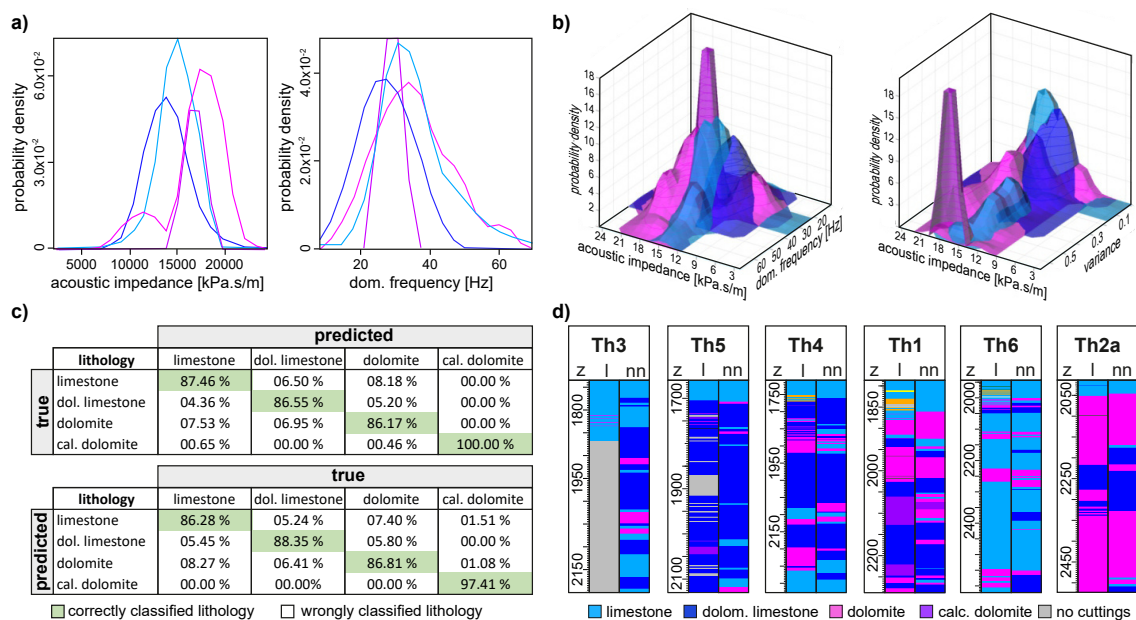 a)
probability density
6.0x10⁻²
3.0x10⁻²
0
5000 10000 15000 20000
acoustic impedance [kPa.s/m]
probability density
4.0x10⁻²
2.0x10⁻²
0
20 40 60
dom. frequency [Hz]
b)
probability density
18
16
14
12
10
8
6
4
2
24 21 18 15 12 9 6 3
acoustic impedance [kPa.s/m]
60 50 40 30 20
dom. frequency [Hz]
probability density
18
15
12
9
6
3
24 21 18 15 12 9 6 3
acoustic impedance [kPa.s/m]
0.5 0.3 0.1
variance
c)
predicted
lithology limestone dol. limestone dolomite cal. dolomite
true
limestone 87.46 % 06.50 % 08.18 % 00.00 %
dol. limestone 04.36 % 86.55 % 05.20 % 00.00 %
dolomite 07.53 % 06.95 % 86.17 % 00.00 %
cal. dolomite 00.65 % 00.00 % 00.46 % 100.00 %
true
lithology limestone dol. limestone dolomite cal. dolomite
predicted
limestone 86.28 % 05.24 % 07.40 % 01.51 %
dol. limestone 05.45 % 88.35 % 05.80 % 00.00 %
dolomite 08.27 % 06.41 % 86.81 % 01.08 %
cal. dolomite 00.00 % 00.00% 00.00 % 97.41 %
correctly classified lithology wrongly classified lithology
d)
Th3 Th5 Th4 Th1 Th6 Th2a
z l nn z l nn z l nn z l nn z l nn z l nn
1800 1950 2150
1700 1900 2100
1750 1950 2150
1850 2000 2200
2000 2200 2400
2050 2250 2450
limestone dolom. limestone dolomite calc. dolomite no cuttings